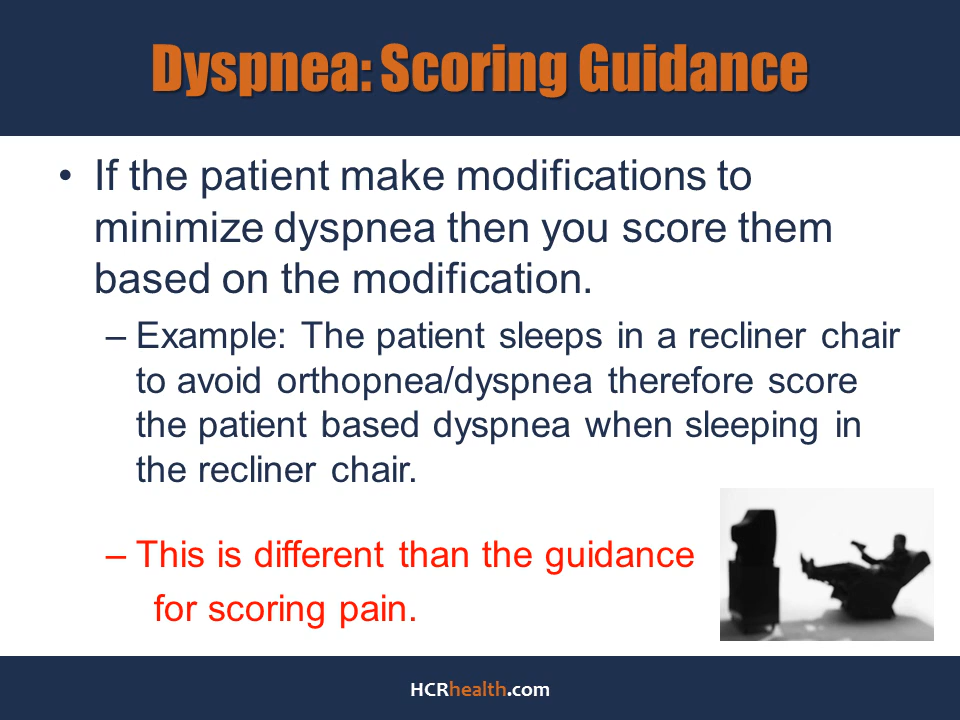 Dyspnea: Scoring Guidance
• If the patient make modifications to
minimize dyspnea then you score them
based on the modification.
– Example: The patient sleeps in a recliner chair
to avoid orthopnea/dyspnea therefore score
the patient based dyspnea when sleeping in
the recliner chair.
– This is different than the guidance
for scoring pain.
HCRhealth.com